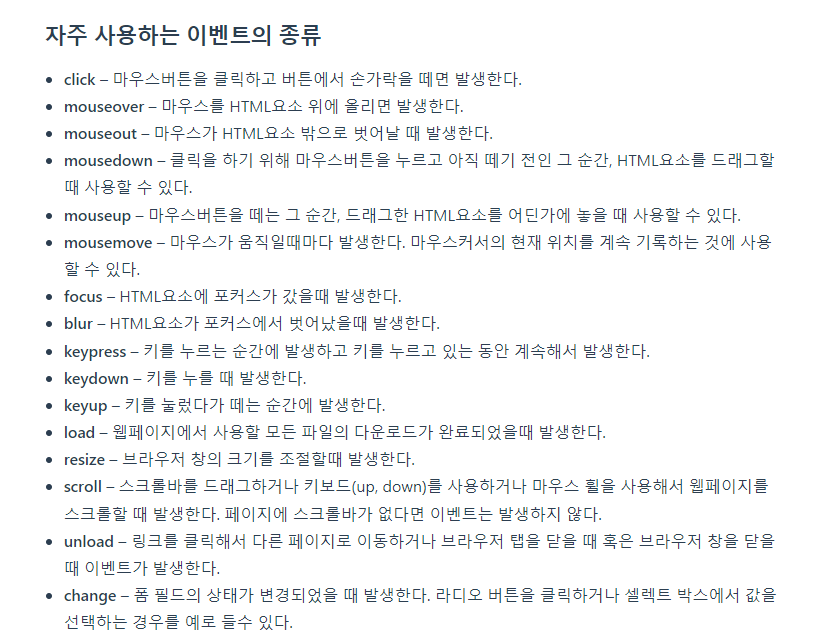 자주 사용하는 이벤트의 종류
• click – 마우스버튼을 클릭하고 버튼에서 손가락을 떼면 발생한다.
• mouseover – 마우스를 HTML요소 위에 올리면 발생한다.
• mouseout – 마우스가 HTML요소 밖으로 벗어날 때 발생한다.
• mousedown – 클릭을 하기 위해 마우스버튼을 누르고 아직 떼기 전인 그 순간, HTML요소를 드래그할
때 사용할 수 있다.
• mouseup – 마우스버튼을 떼는 그 순간, 드래그한 HTML요소를 어딘가에 놓을 때 사용할 수 있다.
• mousemove – 마우스가 움직일때마다 발생한다. 마우스커서의 현재 위치를 계속 기록하는 것에 사용
할 수 있다.
• focus – HTML요소에 포커스가 갔을때 발생한다.
• blur – HTML요소가 포커스에서 벗어났을때 발생한다.
• keypress – 키를 누르는 순간에 발생하고 키를 누르고 있는 동안 계속해서 발생한다.
• keydown – 키를 누를 때 발생한다.
• keyup – 키를 눌렀다가 떼는 순간에 발생한다.
• load – 웹페이지에서 사용할 모든 파일의 다운로드가 완료되었을때 발생한다.
• resize – 브라우저 창의 크기를 조절할때 발생한다.
• scroll – 스크롤바를 드래그하거나 키보드(up, down)를 사용하거나 마우스 휠을 사용해서 웹페이지를
스크롤할 때 발생한다. 페이지에 스크롤바가 없다면 이벤트는 발생하지 않다.
• unload – 링크를 클릭해서 다른 페이지로 이동하거나 브라우저 탭을 닫을 때 혹은 브라우저 창을 닫을
때 이벤트가 발생한다.
• change – 폼 필드의 상태가 변경되었을 때 발생한다. 라디오 버튼을 클릭하거나 셀렉트 박스에서 값을
선택하는 경우를 예로 들수 있다.